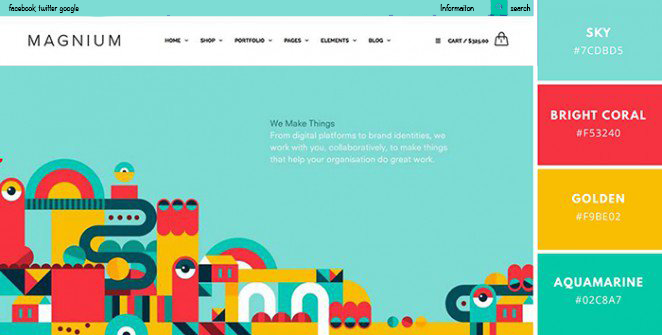 facebook, twitter google
Information
search
MAGNIUM
HOME SHOP PORTFOLIO PAGES ELEMENTS BLOG
CART / $325.00
1
We Make Things
From digital platforms to brand identities, we
work with you, collaboratively, to make things
that help your organisation do great work.
SKY
#7CDBD5
BRIGHT CORAL
#F53240
GOLDEN
#F9BE02
AQUAMARINE
#02C8A7